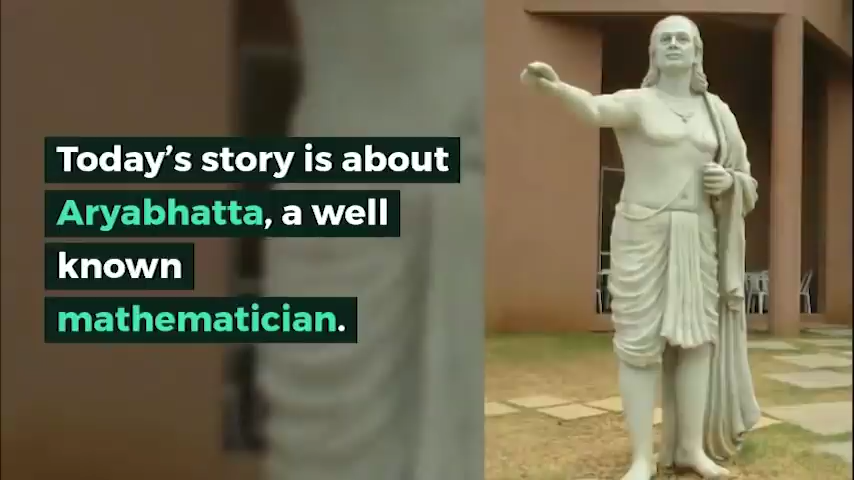 Today’s story is about
Aryabhatta, a well
known
mathematician.